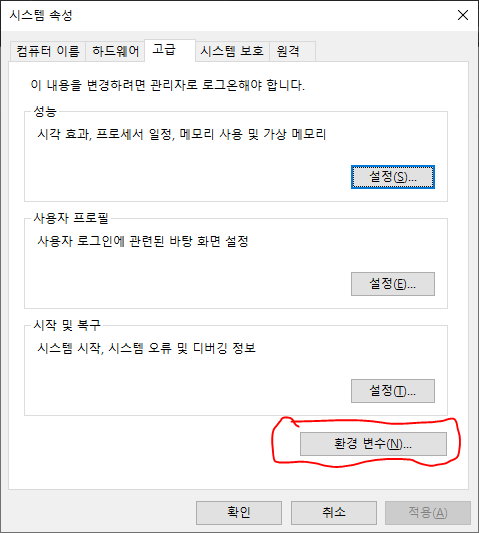 시스템 속성
컴퓨터 이름 하드웨어 고급 시스템 보호 원격
이 내용을 변경하려면 관리자로 로그온해야 합니다.
성능
시각 효과, 프로세서 일정, 메모리 사용 및 가상 메모리
설정(S)...
사용자 프로필
사용자 로그인에 관련된 바탕 화면 설정
설정(E)...
시작 및 복구
시스템 시작, 시스템 오류 및 디버깅 정보
설정(T)...
환경 변수(N)...
확인 취소 적용(A)